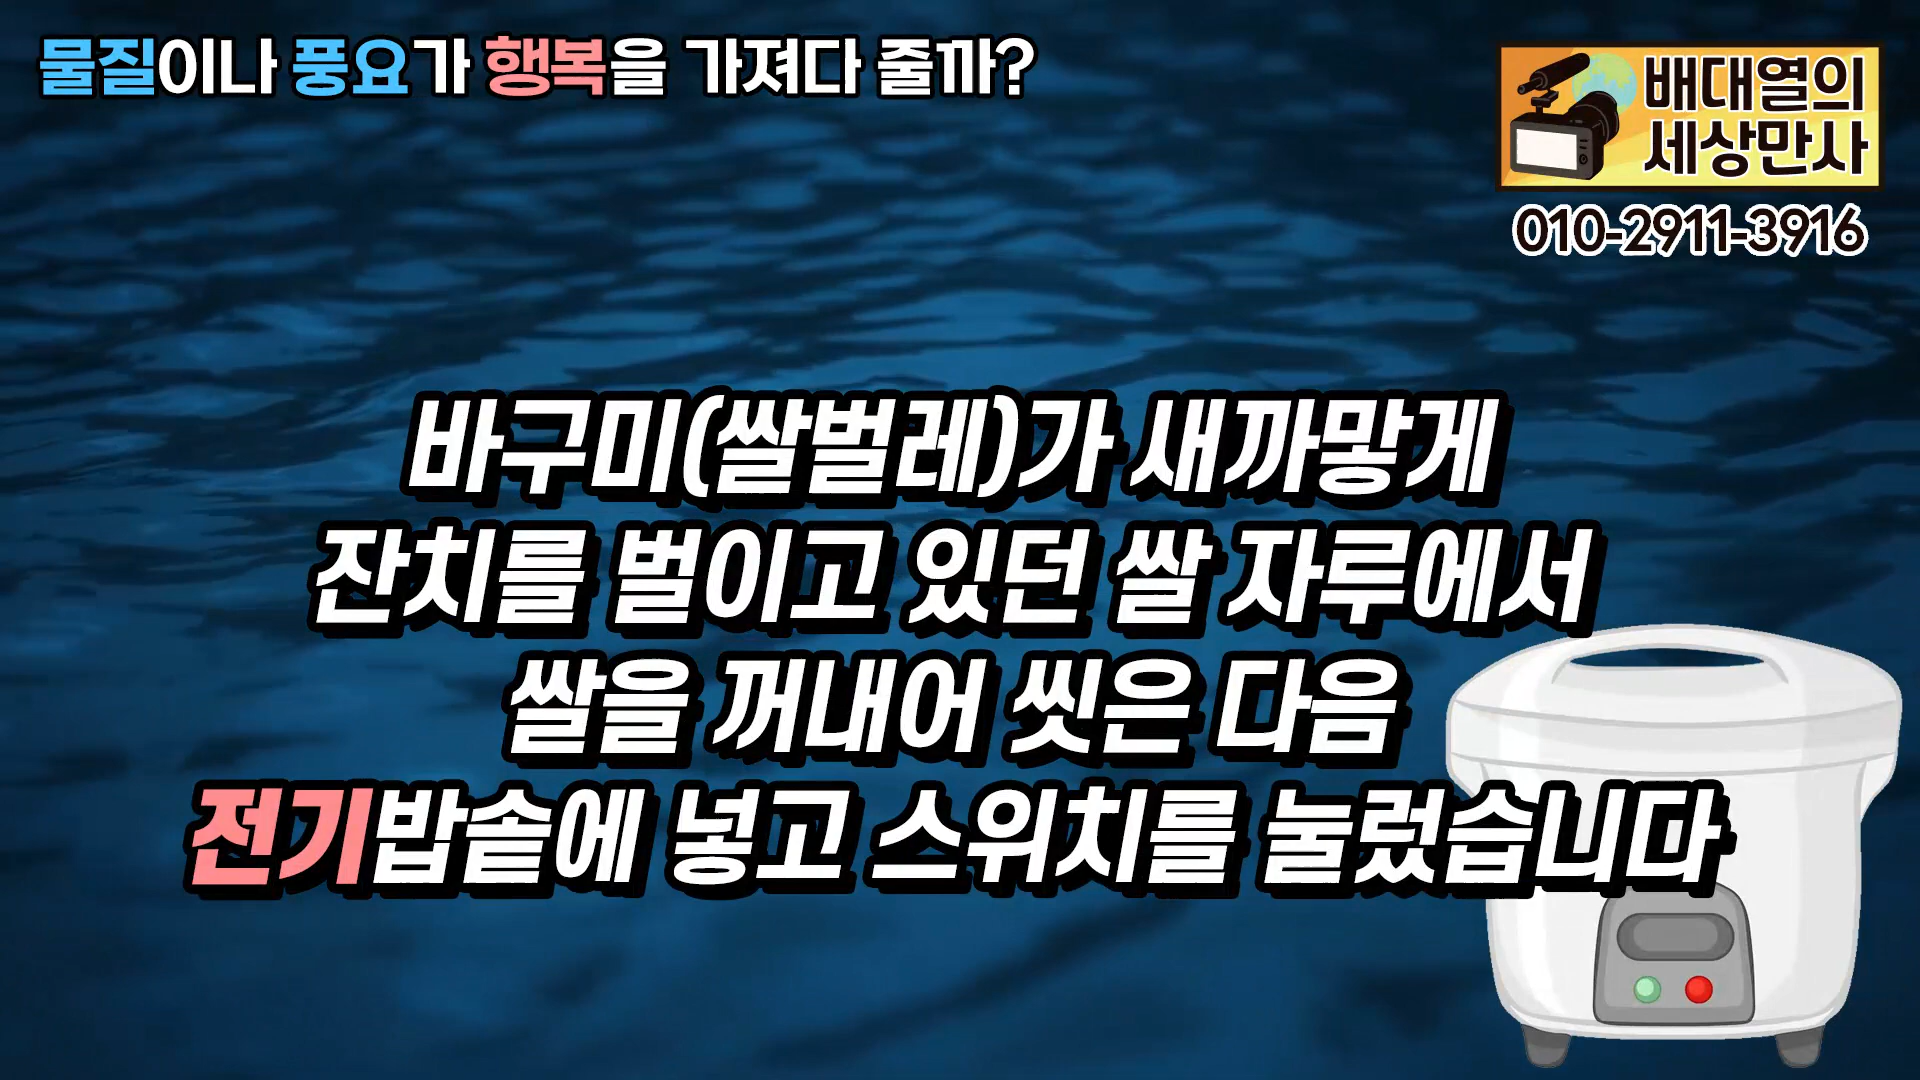 물질이나 풍요가 행복을 가져다 줄까?
배대열의
세상만사
010-2911-3916
바구미(쌀벌레)가 새까맣게
잔치를 벌이고 있던 쌀 자루에서
쌀을 꺼내어 씻은 다음
전기밥솥에 넣고 스위치를 눌렀습니다